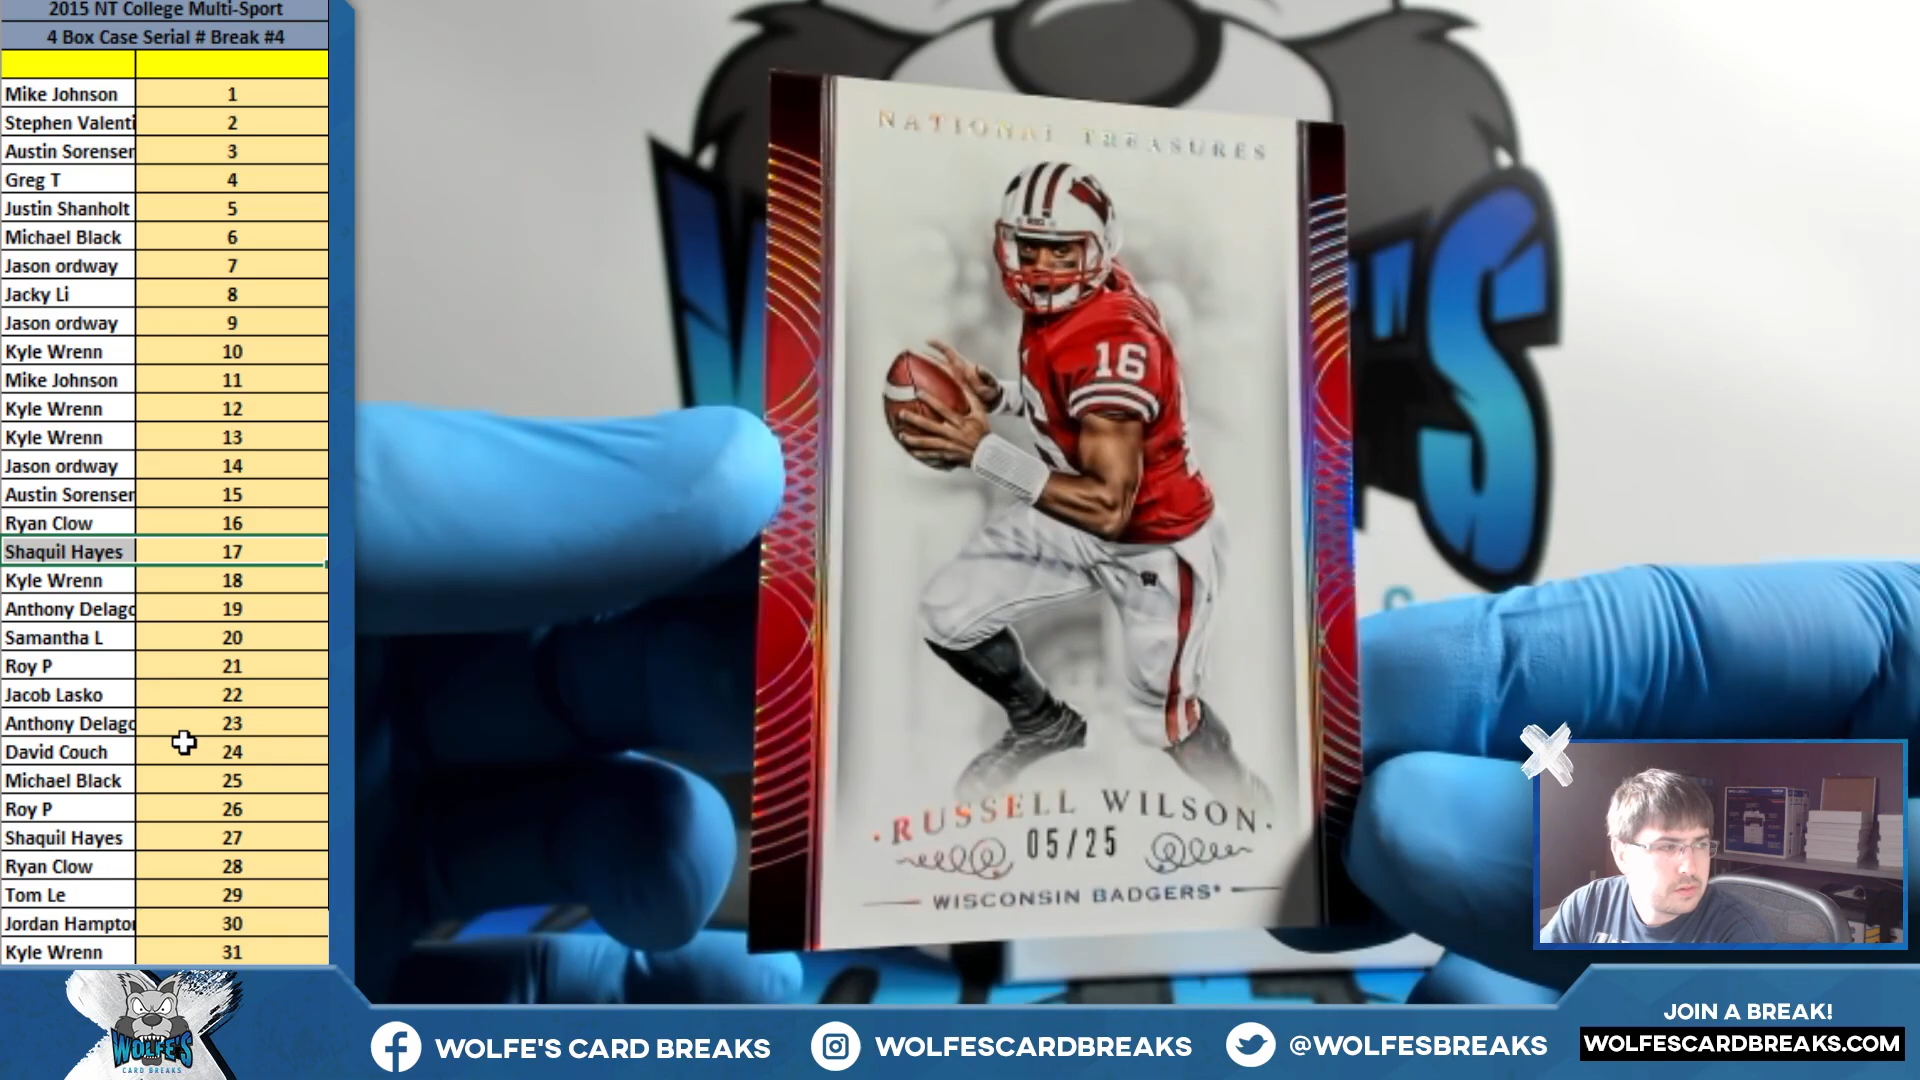 2015 NT College Multi-Sport
4 Box Case Serial # Break #4
Mike Johnson 1
Stephen Valenti 2
Austin Sorensen 3
Greg T 4
Justin Shanholt 5
Michael Black 6
Jason ordway 7
Jacky Li 8
Jason ordway 9
Kyle Wrenn 10
Mike Johnson 11
Kyle Wrenn 12
Kyle Wrenn 13
Jason ordway 14
Austin Sorensen 15
Ryan Clow 16
Shaquil Hayes 17
Kyle Wrenn 18
Anthony Delago 19
Samantha L 20
Roy P 21
Jacob Lasko 22
Anthony Delago 23
David Couch 24
Michael Black 25
Roy P 26
Shaquil Hayes 27
Ryan Clow 28
Tom Le 29
Jordan Hampton 30
Kyle Wrenn 31
NATIONAL TREASURES
16
·RUSSELL WILSON·
05/25
WISCONSIN BADGERS®
WOLFE'S
CARD BREAKS
WOLFE'S CARD BREAKS
WOLFESCARDBREAKS
@WOLFESBREAKS
JOIN A BREAK!
WOLFESCARDBREAKS.COM